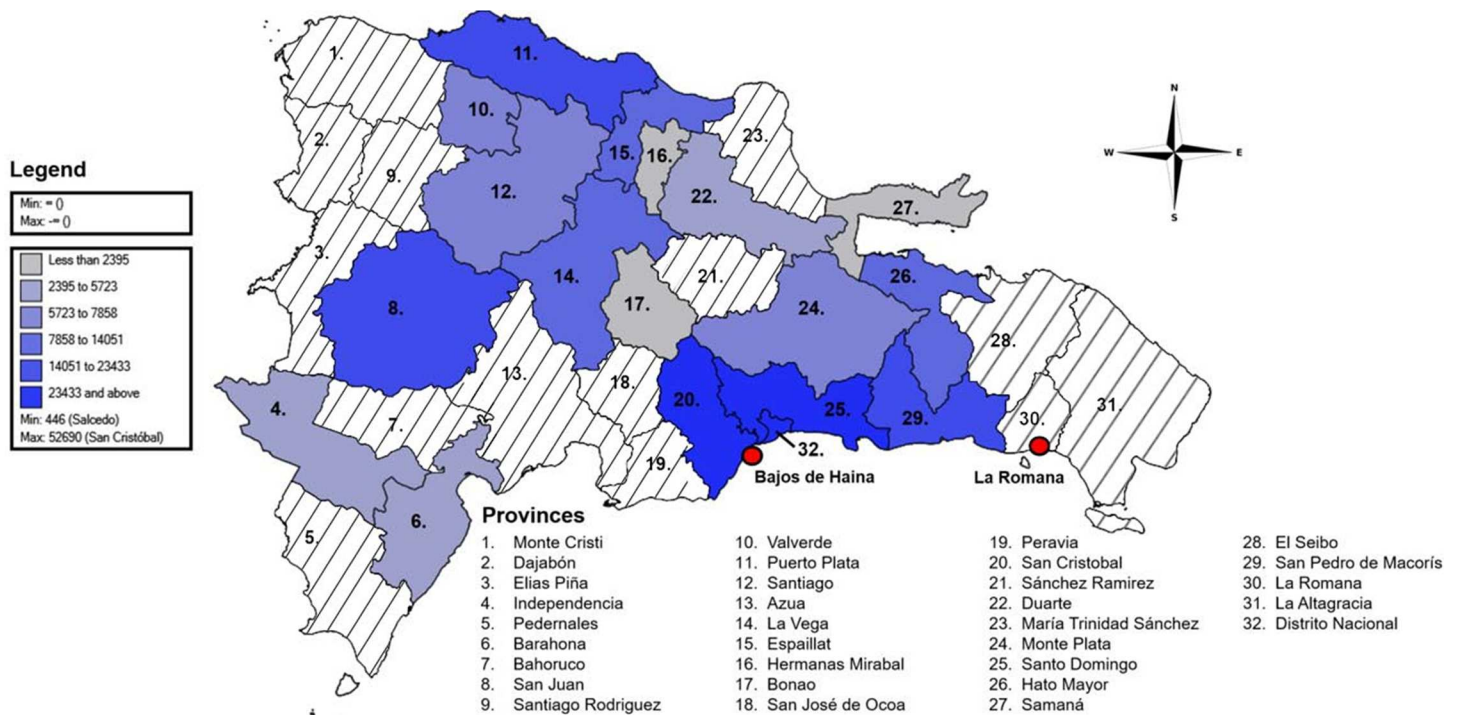 Legend
Min: = ()
Max: -= ()
Less than 2395
2395 to 5723
5723 to 7858
7858 to 14051
14051 to 23433
23433 and above
Min: 446 (Salcedo)
Max: 52690 (San Cristóbal)
N
W
E
S
1.
2.
3.
4.
5.
6.
7.
8.
9.
10.
11.
12.
13.
14.
15.
16.
17.
18.
19.
20.
21.
22.
23.
24.
25.
26.
27.
28.
29.
30.
31.
32.
Bajos de Haina
La Romana
Provinces
1. Monte Cristi
2. Dajabón
3. Elias Piña
4. Independencia
5. Pedernales
6. Barahona
7. Bahoruco
8. San Juan
9. Santiago Rodriguez
10. Valverde
11. Puerto Plata
12. Santiago
13. Azua
14. La Vega
15. Espaillat
16. Hermanas Mirabal
17. Bonao
18. San José de Ocoa
19. Peravia
20. San Cristobal
21. Sánchez Ramirez
22. Duarte
23. María Trinidad Sánchez
24. Monte Plata
25. Santo Domingo
26. Hato Mayor
27. Samaná
28. El Seibo
29. San Pedro de Macorís
30. La Romana
31. La Altagracia
32. Distrito Nacional